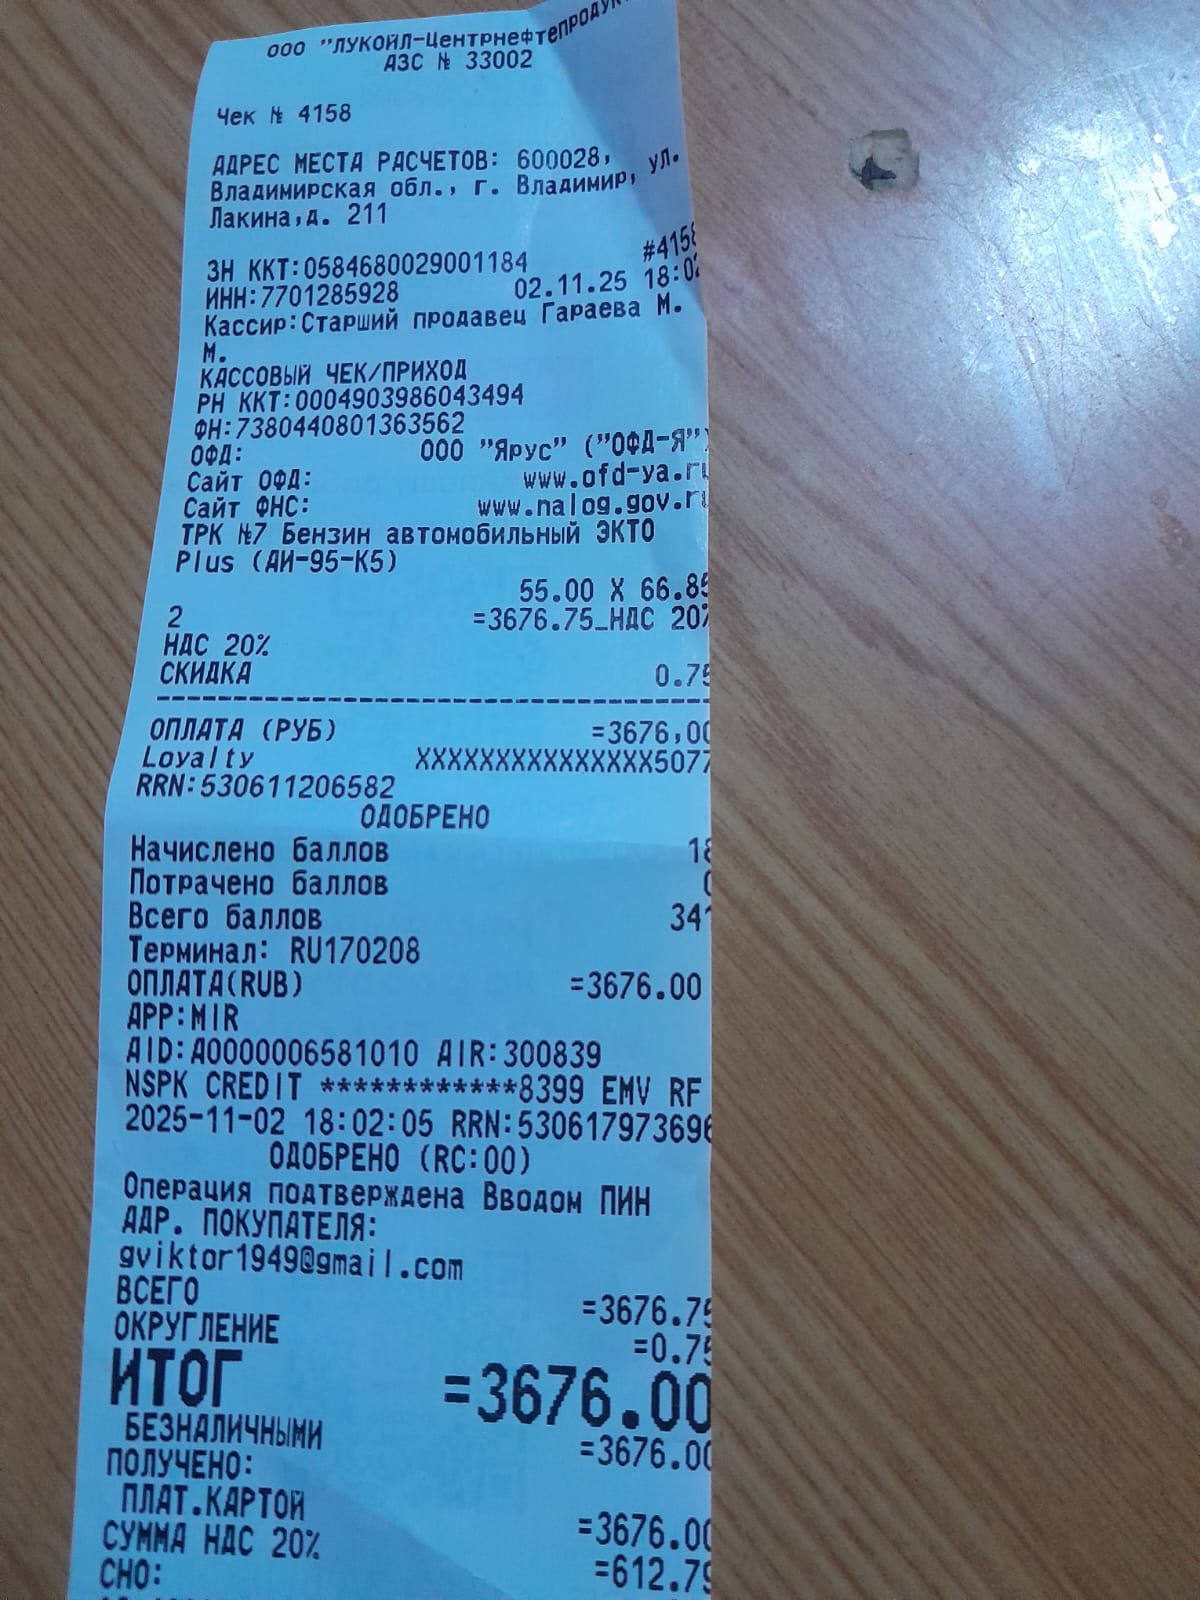 ООО "ЛУКОЙЛ-Центрнефтепродукт
АЗС № 33002
Чек № 4158
АДРЕС МЕСТА РАСЧЕТОВ: 600028, ул.
Владимирская обл., г. Владимир,
Лакина,д. 211
#4158
ЗН ККТ:0584680029001184
ИНН:7701285928 02.11.25 18:02
Кассир:Старший продавец Гараева М.
М.
КАССОВЫЙ ЧЕК/ПРИХОД
РН ККТ:0004903986043494
ФН:7380440801363562
ОФД: ООО "Ярус" ("ОФД-Я")
Сайт ОФД: www.ofd-ya.ru
Сайт ФНС: www.nalog.gov.ru
ТРК №7 Бензин автомобильный ЭКТО
Plus (АИ-95-К5)
55.00 X 66.85
2 =3676.75_НДС 20%
НДС 20%
СКИДКА 0.75
ОПЛАТА (РУБ) =3676,00
Loyalty XXXXXXXXXXXXXXX5077
RRN:530611206582
ОДОБРЕНО
Начислено баллов 18
Потрачено баллов 0
Всего баллов 341
Терминал: RU170208
ОПЛАТА(RUB) =3676.00
APP:MIR
AID:A0000006581010 AIR:300839
NSPK CREDIT ************8399 EMV RF
2025-11-02 18:02:05 RRN:530617973696
ОДОБРЕНО (RC:00)
Операция подтверждена Вводом ПИН
АДР. ПОКУПАТЕЛЯ:
gviktor1949@gmail.com
ВСЕГО =3676.75
ОКРУГЛЕНИЕ =0.75
ИТОГ =3676.00
БЕЗНАЛИЧНЫМИ =3676.00
ПОЛУЧЕНО:
ПЛАТ.КАРТОЙ =3676.00
СУММА НДС 20% =612.79
СНО: